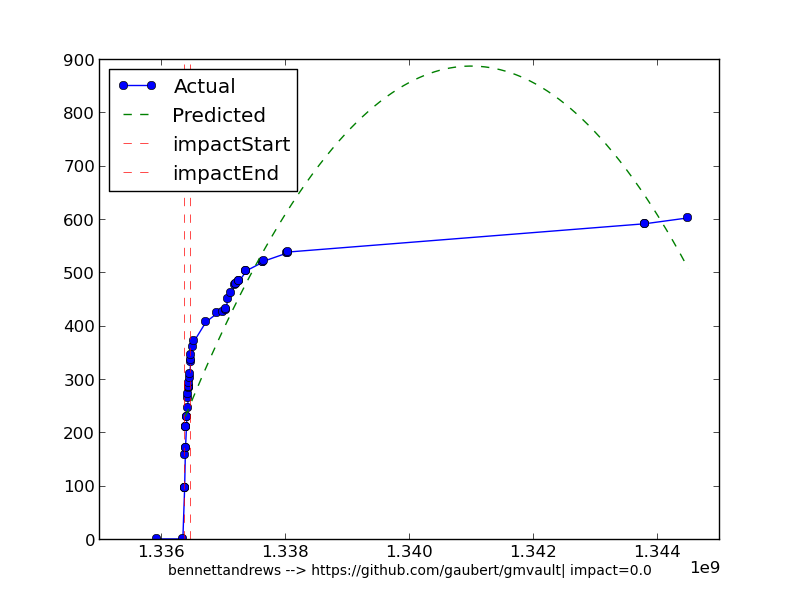 900
800
700
600
500
400
300
200
100
0
Actual
Predicted
impactStart
impactEnd
1.336 1.338 1.340 1.342 1.344
1e9
bennettandrews --> https://github.com/gaubert/gmvault| impact=0.0